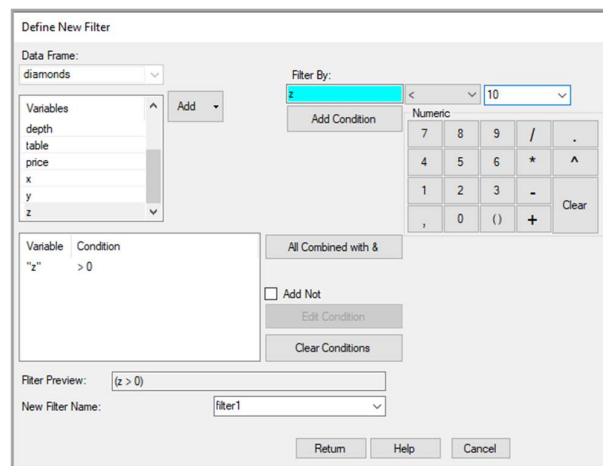 Define New Filter
Data Frame:
diamonds
Filter By:
z < 10
Variables
Add
Add Condition
Numeric
depth
table
price
x
y
z
7 8 9 / .
4 5 6 * ^
1 2 3 - Clear
, 0 () +
Variable Condition
"z" > 0
All Combined with &
Add Not
Edit Condition
Clear Conditions
Filter Preview: (z > 0)
New Filter Name: filter1
Return Help Cancel